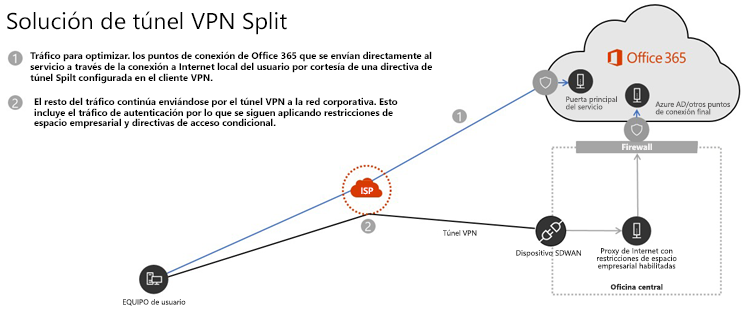 Solución de túnel VPN Split
1
Tráfico para optimizar. los puntos de conexión de Office 365 que se envían directamente al
servicio a través de la conexión a Internet local del usuario por cortesía de una directiva de
túnel Spilt configurada en el cliente VPN.
2
El resto del tráfico continúa enviándose por el túnel VPN a la red corporativa. Esto
incluye el tráfico de autenticación por lo que se siguen aplicando restricciones de
espacio empresarial y directivas de acceso condicional.
Office 365
Puerta principal
del servicio
Azure AD/otros puntos
de conexión final
1
Firewall
ISP
2
Túnel VPN
Dispositivo SDWAN
Proxy de Internet con
restricciones de espacio
empresarial habilitadas
Oficina central
EQUIPO de usuario